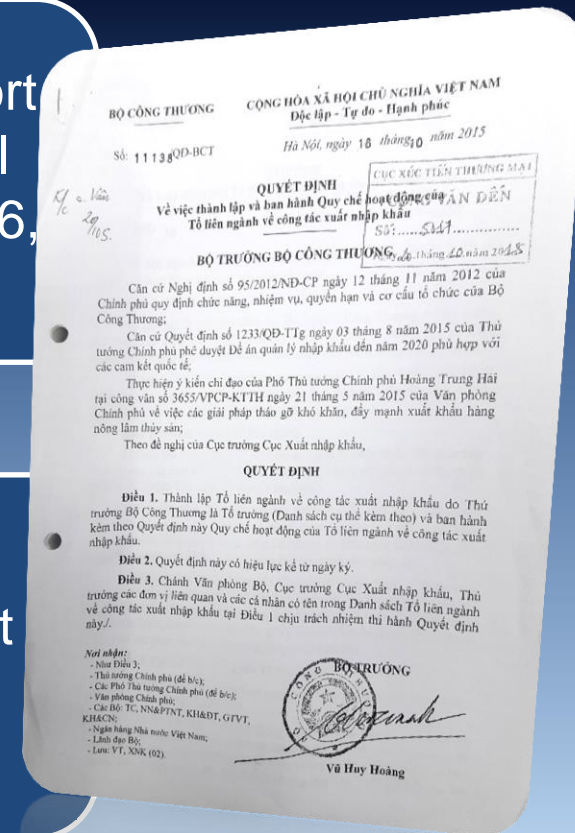 ort
l
6,
t
BỘ CÔNG THƯƠNG
CỘNG HÒA XÃ HỘI CHỦ NGHĨA VIỆT NAM
Độc lập - Tự do - Hạnh phúc
Số: 11138/QĐ-BCT
Hà Nội, ngày 16 tháng 10 năm 2015
CỤC XÚC TIẾN THƯƠNG MẠI
VĂN ĐẾN
QUYẾT ĐỊNH
Về việc thành lập và ban hành Quy chế hoạt động của
Tổ liên ngành về công tác xuất nhập khẩu
BỘ TRƯỞNG BỘ CÔNG THƯƠNG
Căn cứ Nghị định số 95/2012/NĐ-CP ngày 12 tháng 11 năm 2012 của
Chính phủ quy định chức năng, nhiệm vụ, quyền hạn và cơ cấu tổ chức của Bộ
Công Thương;
Căn cứ Quyết định số 1233/QĐ-TTg ngày 03 tháng 8 năm 2015 của Thủ
tướng Chính phủ phê duyệt Đề án quản lý nhập khẩu đến năm 2020 phù hợp với
các cam kết quốc tế;
Thực hiện ý kiến chỉ đạo của Phó Thủ tướng Chính phủ Hoàng Trung Hải
tại công văn số 3655/VPCP-KTTH ngày 21 tháng 5 năm 2015 của Văn phòng
Chính phủ về việc các giải pháp tháo gỡ khó khăn, đẩy mạnh xuất khẩu hàng
nông lâm thủy sản;
Theo đề nghị của Cục trưởng Cục Xuất nhập khẩu,
QUYẾT ĐỊNH
Điều 1. Thành lập Tổ liên ngành về công tác xuất nhập khẩu do Thứ
trưởng Bộ Công Thương là Tổ trưởng (Danh sách cụ thể kèm theo) và ban hành
kèm theo Quyết định này Quy chế hoạt động của Tổ liên ngành về công tác xuất
nhập khẩu.
Điều 2. Quyết định này có hiệu lực kể từ ngày ký.
Điều 3. Chánh Văn phòng Bộ, Cục trưởng Cục Xuất nhập khẩu, Thủ
trưởng các đơn vị liên quan và các cá nhân có tên trong Danh sách Tổ liên ngành
về công tác xuất nhập khẩu tại Điều 1 chịu trách nhiệm thi hành Quyết định
này./.
Nơi nhận:
- Như Điều 3;
- Thủ tướng Chính phủ (để b/c);
- Các Phó Thủ tướng Chính phủ (để b/c);
- Văn phòng Chính phủ;
- Các Bộ: TC, NN&PTNT, KH&ĐT, GTVT,
KH&CN;
- Ngân hàng Nhà nước Việt Nam;
- Lãnh đạo Bộ;
- Lưu: VT, XNK (02).
BỘ TRƯỞNG
Vũ Huy Hoàng